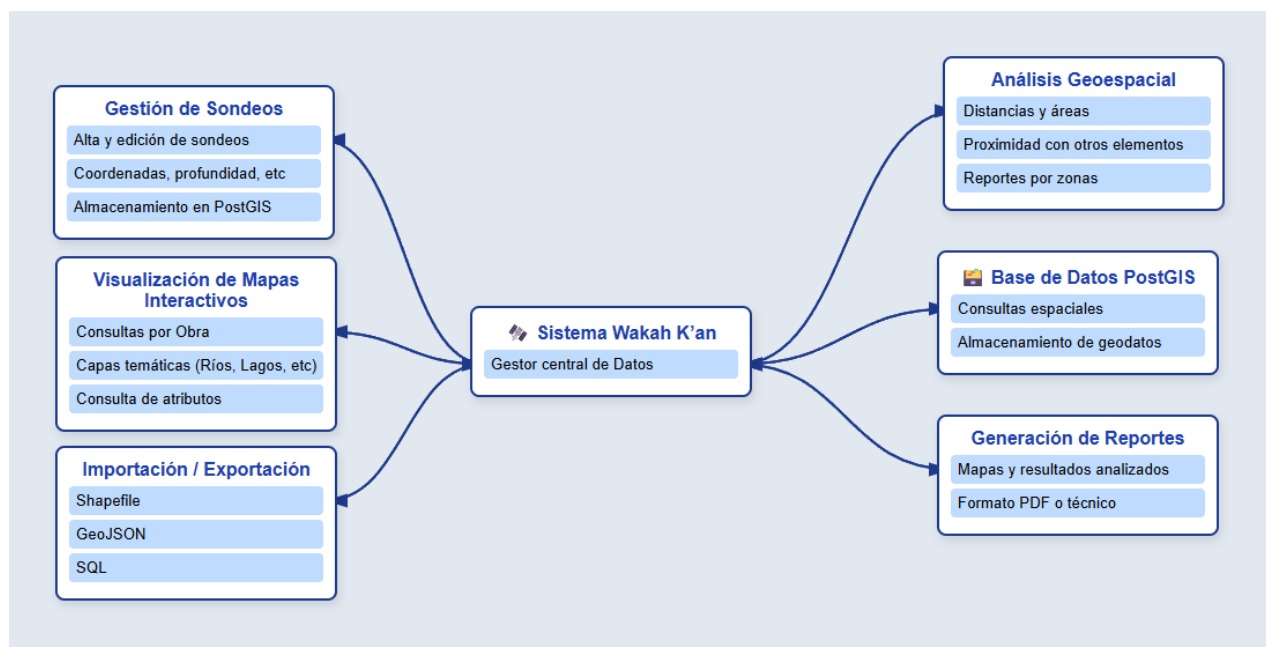 Gestión de Sondeos
Alta y edición de sondeos
Coordenadas, profundidad, etc
Almacenamiento en PostGIS
Visualización de Mapas
Interactivos
Consultas por Obra
Capas temáticas (Ríos, Lagos, etc)
Consulta de atributos
Importación / Exportación
Shapefile
GeoJSON
SQL
Sistema Wakah K’an
Gestor central de Datos
Análisis Geoespacial
Distancias y áreas
Proximidad con otros elementos
Reportes por zonas
Base de Datos PostGIS
Consultas espaciales
Almacenamiento de geodatos
Generación de Reportes
Mapas y resultados analizados
Formato PDF o técnico